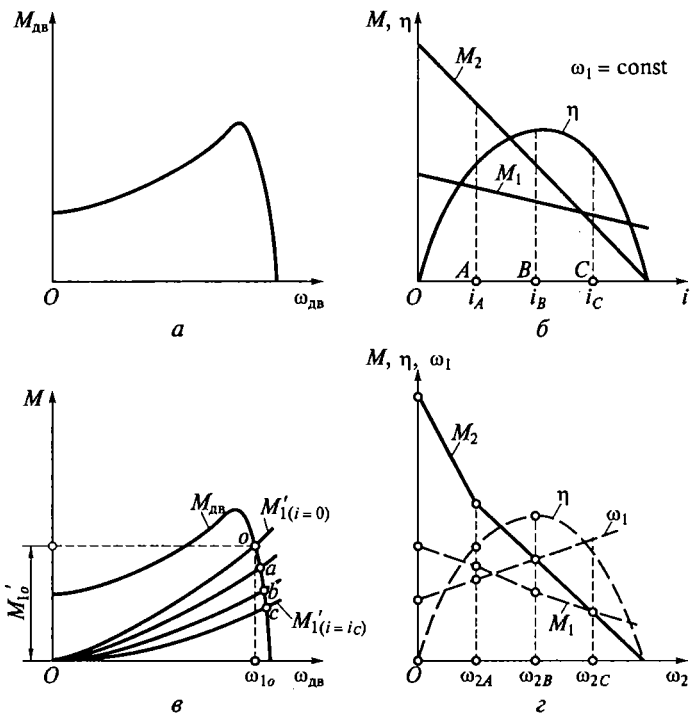 M_дв
O
ω_дв
а
M, η
M₂
ω₁ = const
η
M₁
A B C
O i_A i_B i_C i
б
M
M_дв
M'₁(i=0)
o
a
b
c
M'₁ₒ
M'₁(i=i_C)
O ω₁ₒ ω_дв
в
M, η, ω₁
M₂
η
ω₁
M₁
O ω₂A ω₂B ω₂C ω₂
г